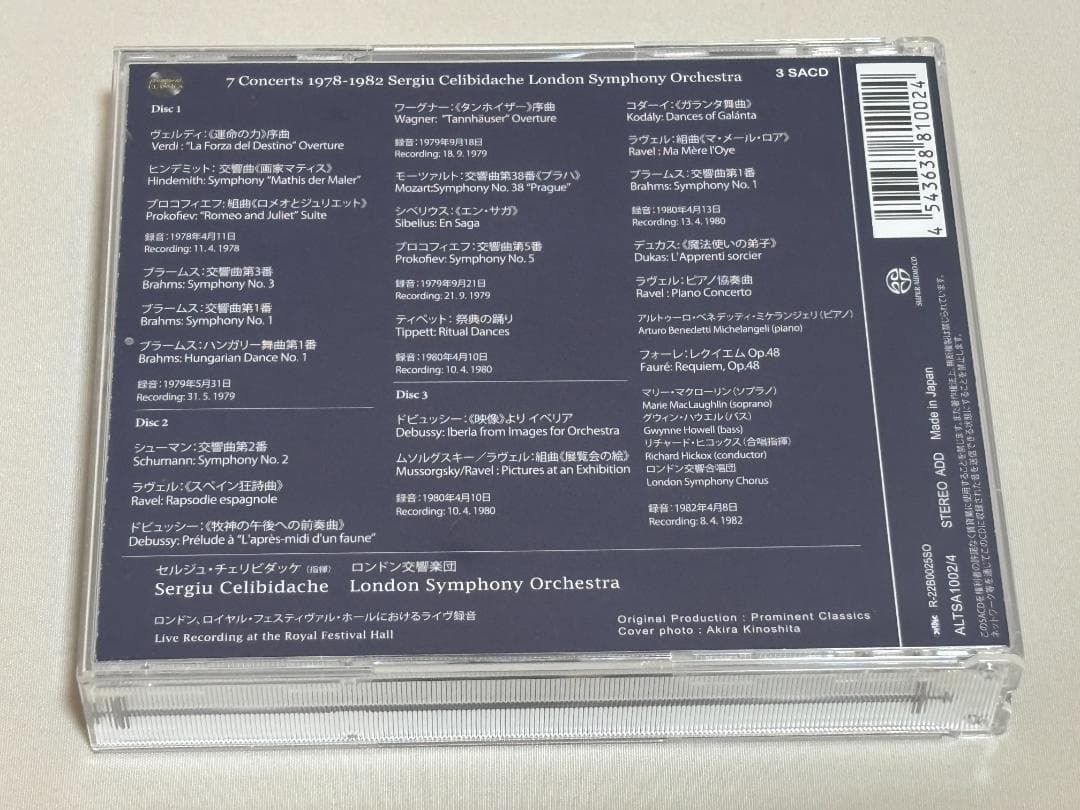 7 Concerts 1978-1982 Sergiu Celibidache London Symphony Orchestra
3 SACD
Disc 1
ヴェルディ:《運命の力》序曲
Verdi : "La Forza del Destino" Overture
ヒンデミット: 交響曲《画家マティス》
Hindemith: Symphony "Mathis der Maler"
プロコフィエフ: 組曲《ロメオとジュリエット》
Prokofiev: "Romeo and Juliet" Suite
録音:1978年4月11日
Recording: 11. 4. 1978
ブラームス: 交響曲第3番
Brahms: Symphony No. 3
ブラームス: 交響曲第1番
Brahms: Symphony No. 1
ブラームス: ハンガリー舞曲第1番
Brahms: Hungarian Dance No. 1
録音:1979年5月31日
Recording: 31. 5. 1979
Disc 2
シューマン: 交響曲第2番
Schumann: Symphony No. 2
ラヴェル:《スペイン狂詩曲》
Ravel: Rapsodie espagnole
ドビュッシー:《牧神の午後への前奏曲》
Debussy: Prélude à "L'après-midi d'un faune"
ワーグナー:《タンホイザー》序曲
Wagner: "Tannhäuser" Overture
録音:1979年9月18日
Recording: 18. 9. 1979
モーツァルト: 交響曲第38番《プラハ》
Mozart:Symphony No. 38 "Prague"
シベリウス:《エン・サガ》
Sibelius: En Saga
プロコフィエフ: 交響曲第5番
Prokofiev: Symphony No. 5
録音:1979年9月21日
Recording: 21. 9. 1979
ティペット: 祭典の踊り
Tippett: Ritual Dances
録音:1980年4月10日
Recording: 10. 4. 1980
Disc 3
ドビュッシー:《映像》より イベリア
Debussy: Iberia from Images for Orchestra
ムソルグスキー/ラヴェル: 組曲《展覧会の絵》
Mussorgsky/Ravel : Pictures at an Exhibition
録音:1980年4月10日
Recording: 10. 4. 1980
コダーイ:《ガランタ舞曲》
Kodály: Dances of Galánta
ラヴェル: 組曲《マ・メール・ロア》
Ravel : Ma Mère l'Oye
ブラームス: 交響曲第1番
Brahms: Symphony No. 1
録音:1980年4月13日
Recording: 13. 4. 1980
デュカス:《魔法使いの弟子》
Dukas: L'Apprenti sorcier
ラヴェル: ピアノ協奏曲
Ravel : Piano Concerto
アルトゥーロ・ベネデッティ・ミケランジェリ(ピアノ)
Arturo Benedetti Michelangeli (piano)
フォーレ: レクイエム Op.48
Fauré: Requiem, Op.48
マリー・マクローリン(ソプラノ)
Marie MacLaughlin (soprano)
グウィン・ハウエル(バス)
Gwynne Howell (bass)
リチャード・ヒコックス(合唱指揮)
Richard Hickox (conductor)
ロンドン交響合唱団
London Symphony Chorus
録音:1982年4月8日
Recording: 8. 4. 1982
セルジュ・チェリビダッケ(指揮) ロンドン交響楽団
Sergiu Celibidache London Symphony Orchestra
ロンドン、ロイヤル・フェスティヴァル・ホールにおけるライヴ録音
Live Recording at the Royal Festival Hall
Original Production : Prominent Classics
Cover photo : Akira Kinoshita
4 543638 810024
SUPER AUDIO CD
R-22B0025SO
ALTSA1002/4 STEREO ADD Made in Japan